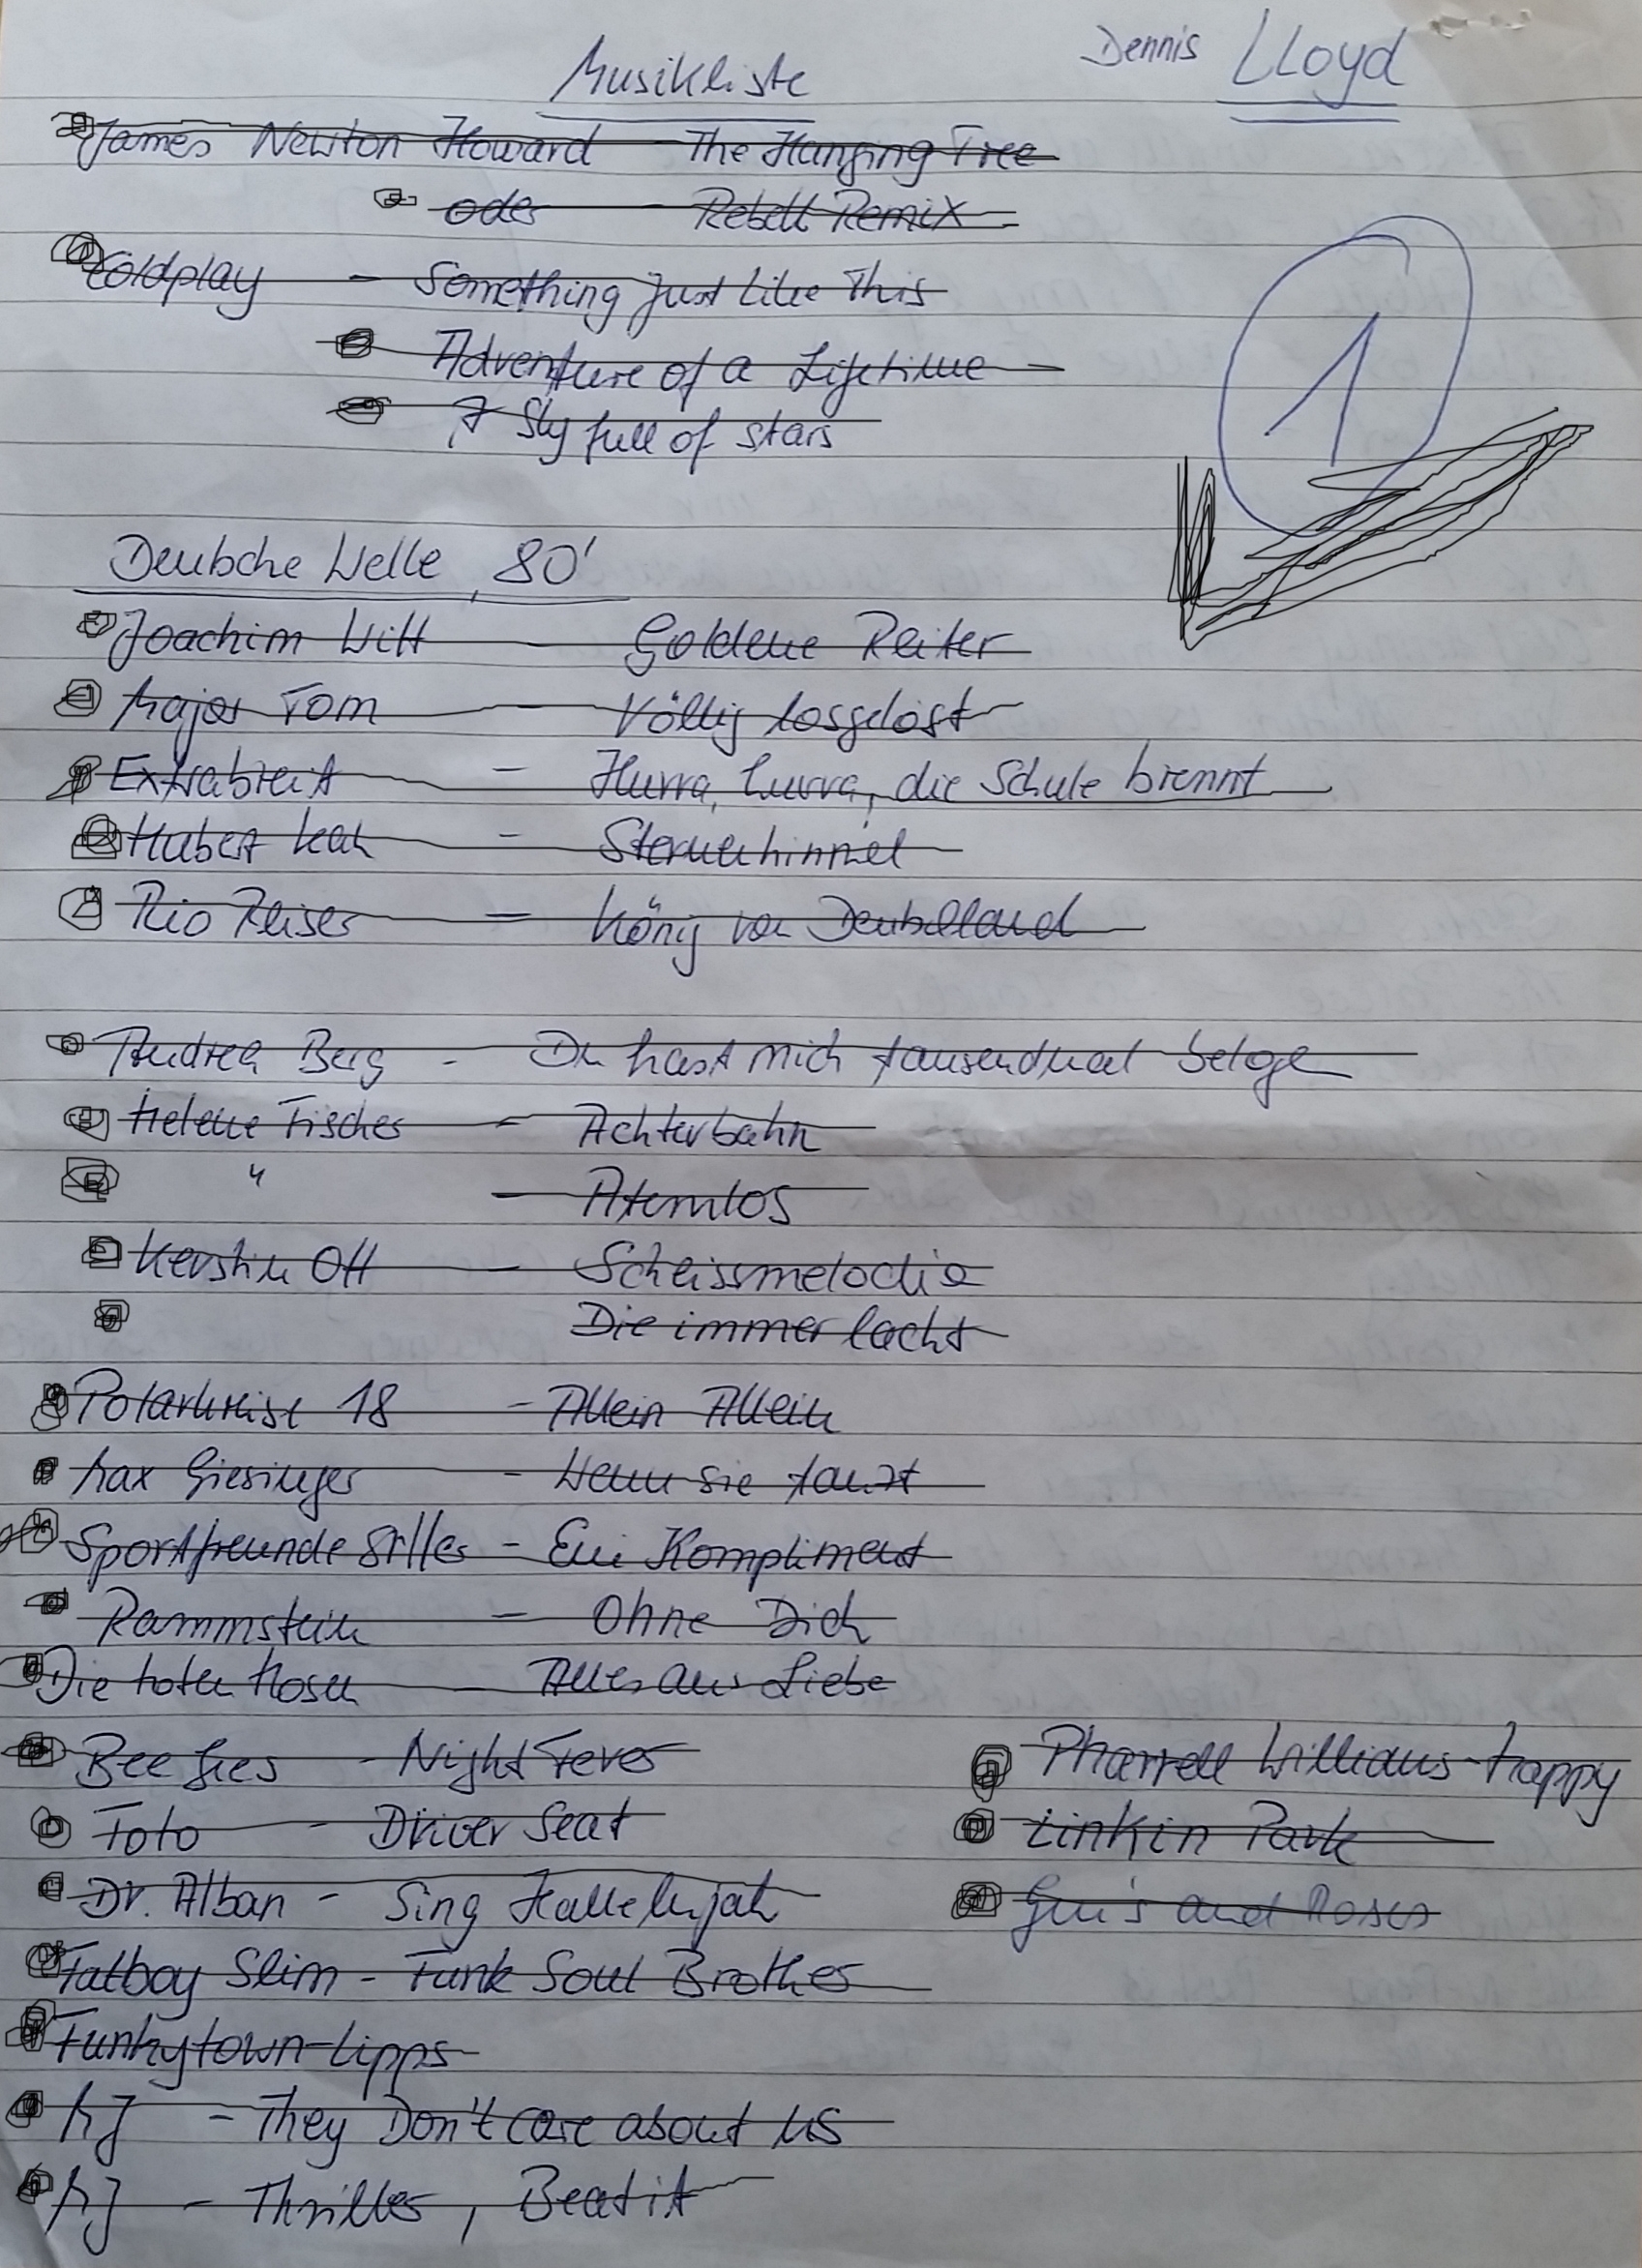 Musikliste
Dennis LLoyd
James Newton Howard - The Hanging Tree
oder - Rebell Remix
Coldplay - Something Just Like This
Adventure of a Lifetime
A Sky full of stars
1
Deutsche Welle, 80'
Joachim Witt - Goldene Reiter
Major Tom - Völlig losgelöst
Extrabreit - Hurra, hurra, die Schule brennt
Hubert Kah - Sternenhimmel
Rio Reiser - König von Deutschland
Andrea Berg - Du hast mich tausendmal beloge
Helene Fischer - Achterbahn
" - Atemlos
Kerstin Ott - Scheissmelodie
Die immer lacht
Polarkreise 18 - Allein Allein
Max Giesinger - Wenn sie tanzt
Sportfreunde Stiller - Ein Kompliment
Rammstein - Ohne Dich
Die toten Hosen - Alles aus Liebe
Bee Gees - Night Fever
Pharrell Williams - Happy
Toto - Driver Seat
Linkin Park
Dr. Alban - Sing Hallelujah
Gun's and Roses
Fatboy Slim - Funk Soul Brother
Funkytown - Lipps
MJ - They Don't care about US
MJ - Thriller, Beat it